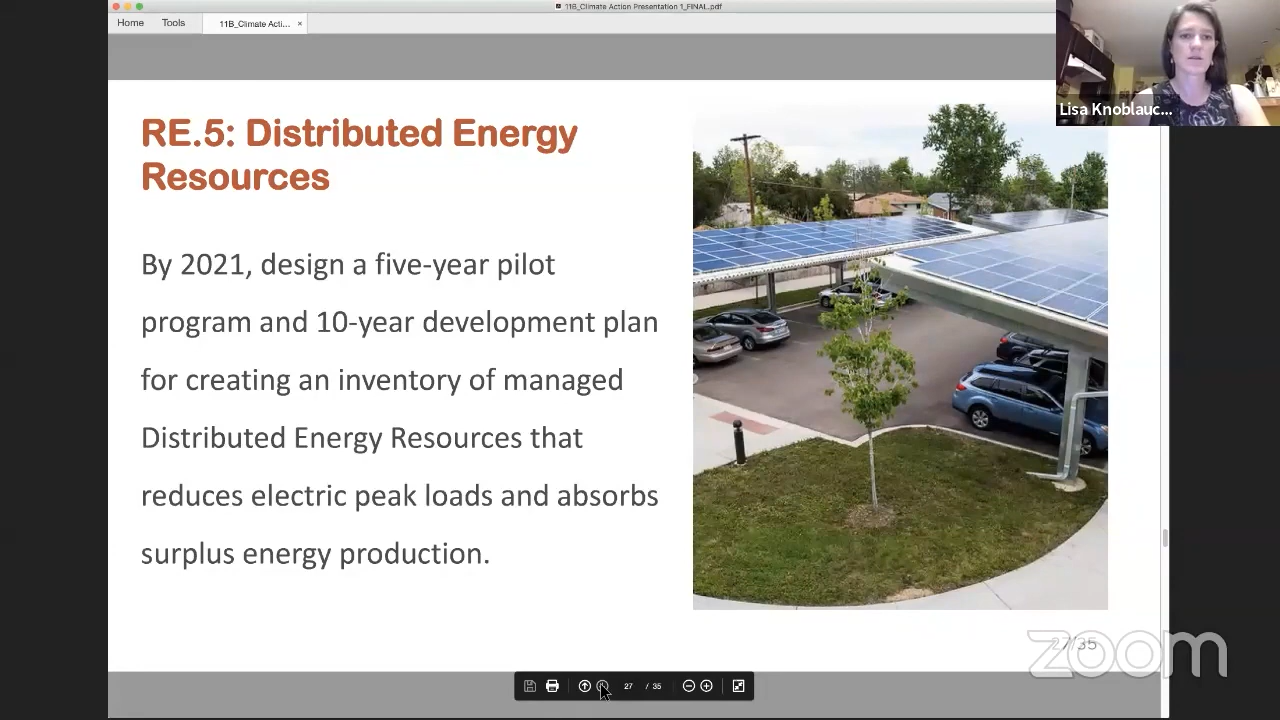 11B_Climate Action Presentation 1_FINAL.pdf
Home
Tools
11B_Climate Acti...
×
Lisa Knoblauc...
RE.5: Distributed Energy
Resources
By 2021, design a five-year pilot
program and 10-year development plan
for creating an inventory of managed
Distributed Energy Resources that
reduces electric peak loads and absorbs
surplus energy production.
27/35
zoom
27 / 35